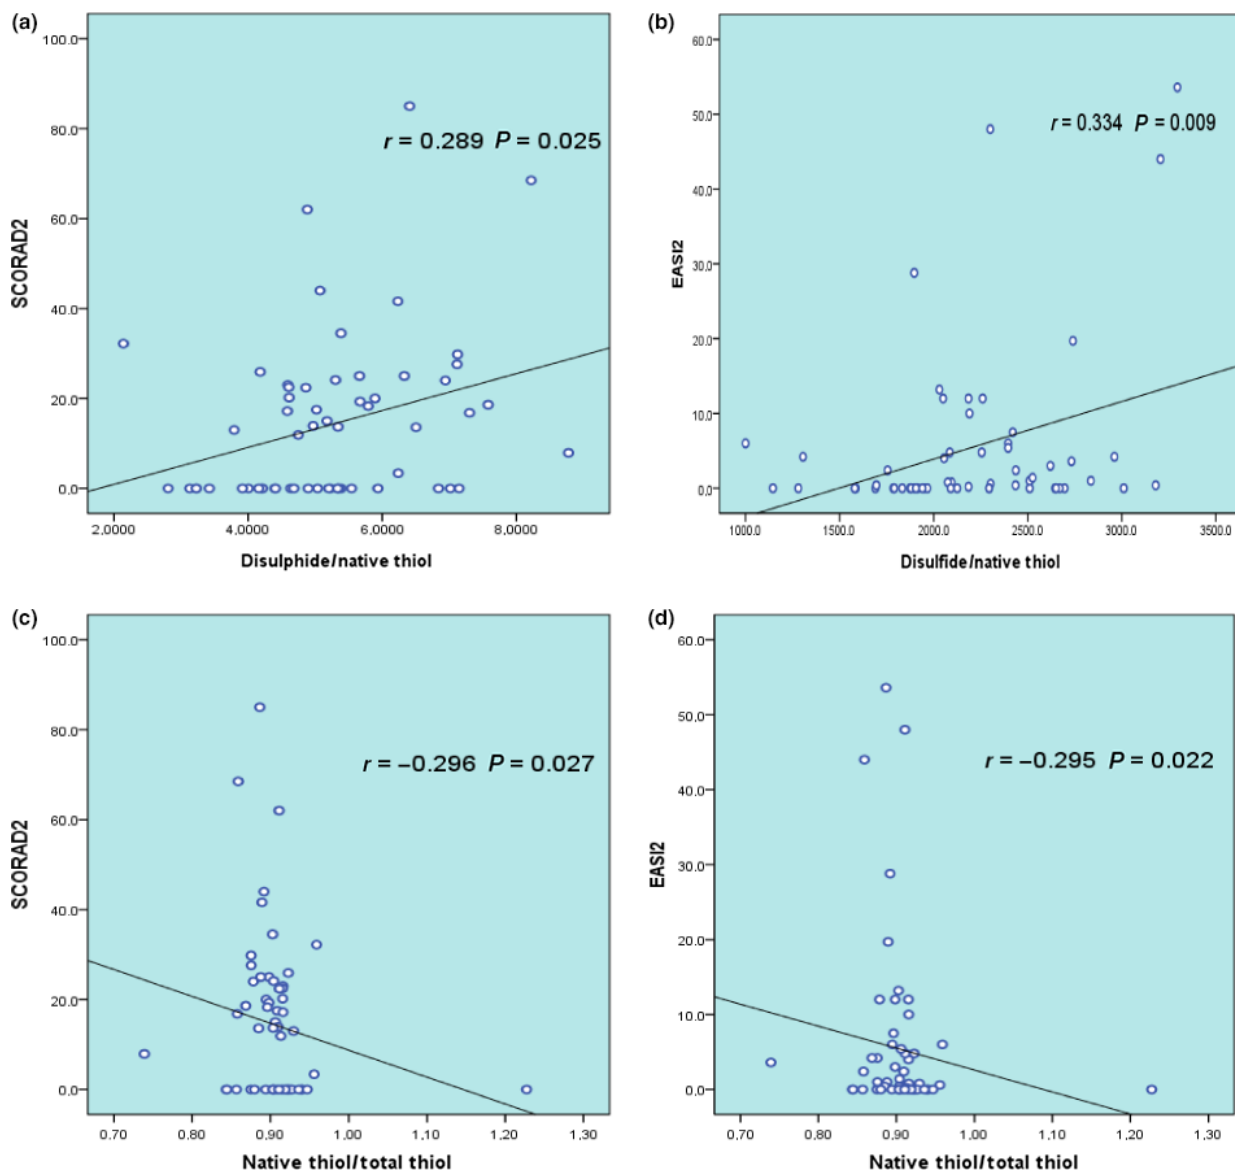 (a)
100.0
80.0
60.0
40.0
20.0
0.0
SCORAD2
r = 0.289 P = 0.025
2,0000 4,0000 6,0000 8,0000
Disulphide/native thiol
(b)
60.0
50.0
40.0
30.0
20.0
10.0
0.0
EASI2
r = 0.334 P = 0.009
1000.0 1500.0 2000.0 2500.0 3000.0 3500.0
Disulfide/native thiol
(c)
100.0
80.0
60.0
40.0
20.0
0.0
SCORAD2
r = −0.296 P = 0.027
0,70 0,80 0,90 1,00 1,10 1,20 1,30
Native thiol/total thiol
(d)
60.0
50.0
40.0
30.0
20.0
10.0
0.0
EASI2
r = −0.295 P = 0.022
0,70 0,80 0,90 1,00 1,10 1,20 1,30
Native thiol/total thiol